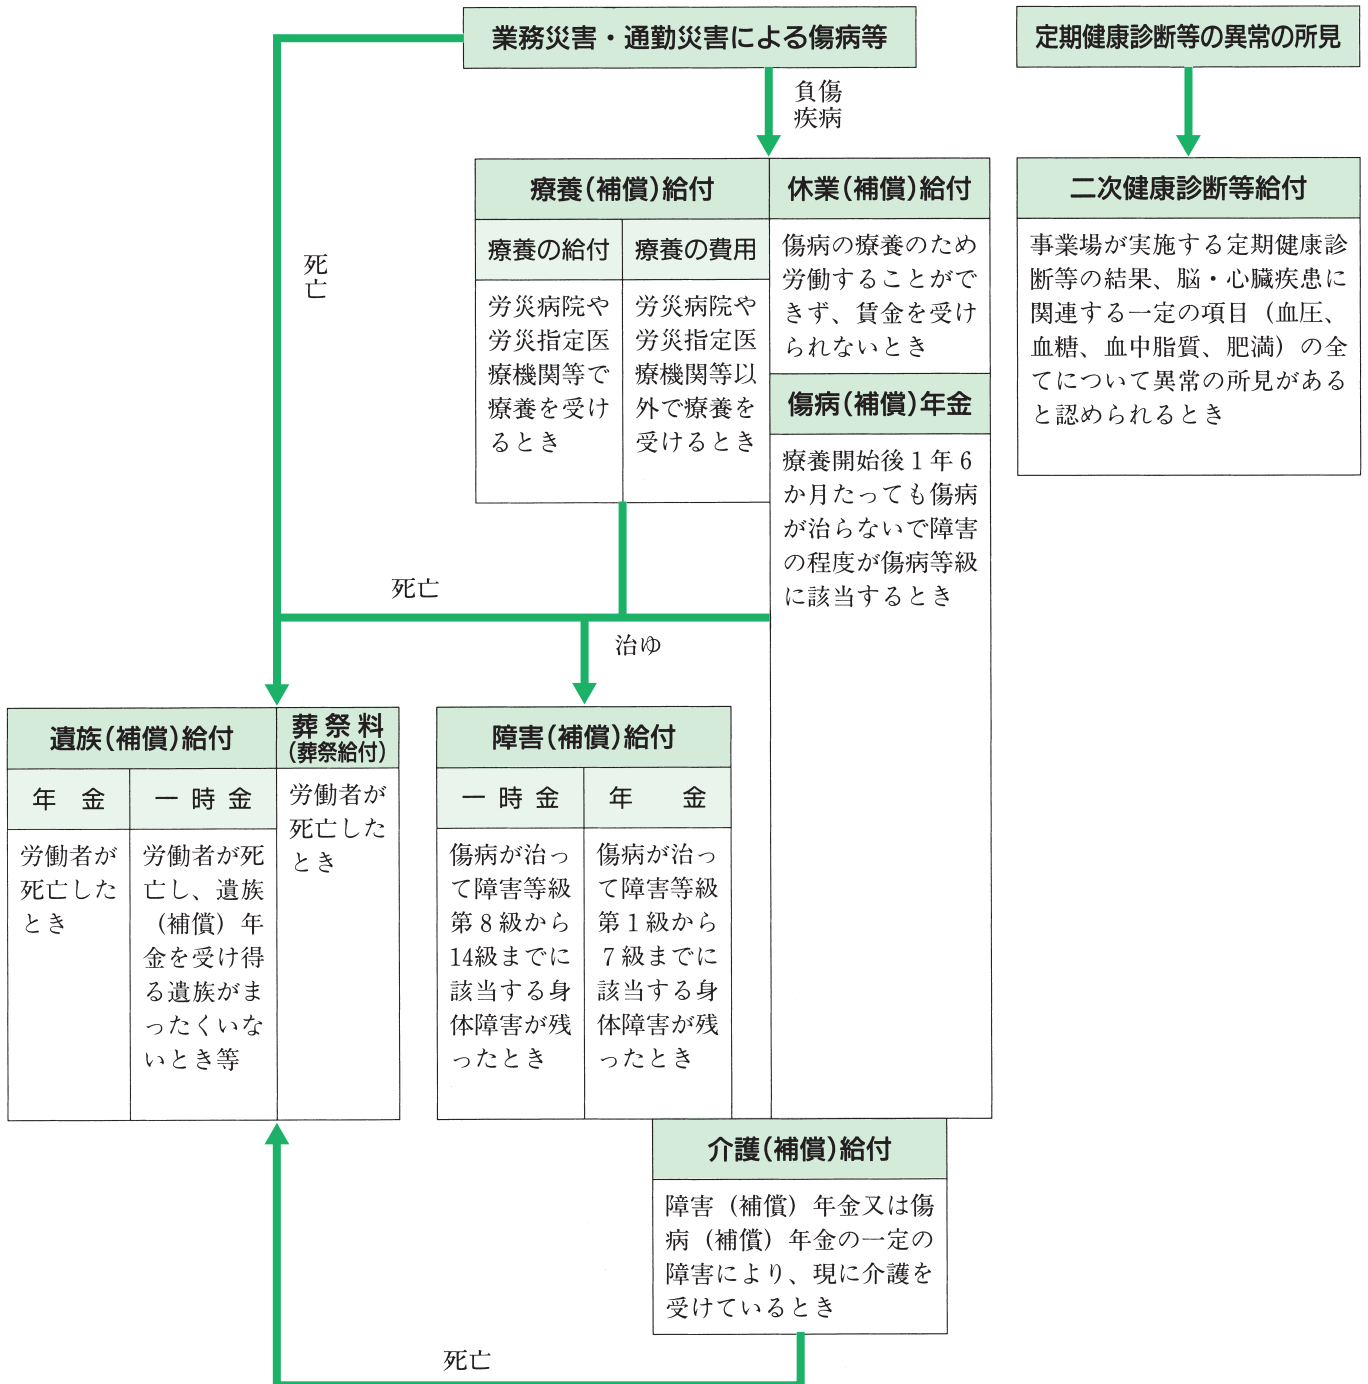 業務災害・通勤災害による傷病等
定期健康診断等の異常の所見
負傷
疾病
死亡
療養(補償)給付
療養の給付
労災病院や
労災指定医
療機関等で
療養を受け
るとき
療養の費用
労災病院や
労災指定医
療機関等以
外で療養を
受けるとき
休業(補償)給付
傷病の療養のため
労働することがで
きず、賃金を受け
られないとき
傷病(補償)年金
療養開始後1年6
か月たっても傷病
が治らないで障害
の程度が傷病等級
に該当するとき
二次健康診断等給付
事業場が実施する定期健康診
断等の結果、脳・心臓疾患に
関連する一定の項目（血圧、
血糖、血中脂質、肥満）の全
てについて異常の所見がある
と認められるとき
死亡
治ゆ
遺族(補償)給付
年金
労働者が
死亡した
とき
一時金
労働者が死
亡し、遺族
（補償）年
金を受け得
る遺族がま
ったくいな
いとき等
葬祭料
(葬祭給付)
労働者が
死亡した
とき
障害(補償)給付
一時金
傷病が治っ
て障害等級
第8級から
14級までに
該当する身
体障害が残
ったとき
年金
傷病が治っ
て障害等級
第1級から
7級までに
該当する身
体障害が残
ったとき
介護(補償)給付
障害（補償）年金又は傷
病（補償）年金の一定の
障害により、現に介護を
受けているとき
死亡